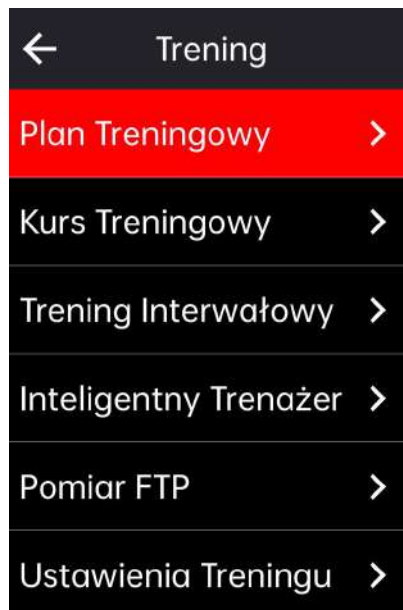 Trening
Plan Treningowy
Kurs Treningowy
Trening Interwałowy
Inteligentny Trenażer
Pomiar FTP
Ustawienia Treningu